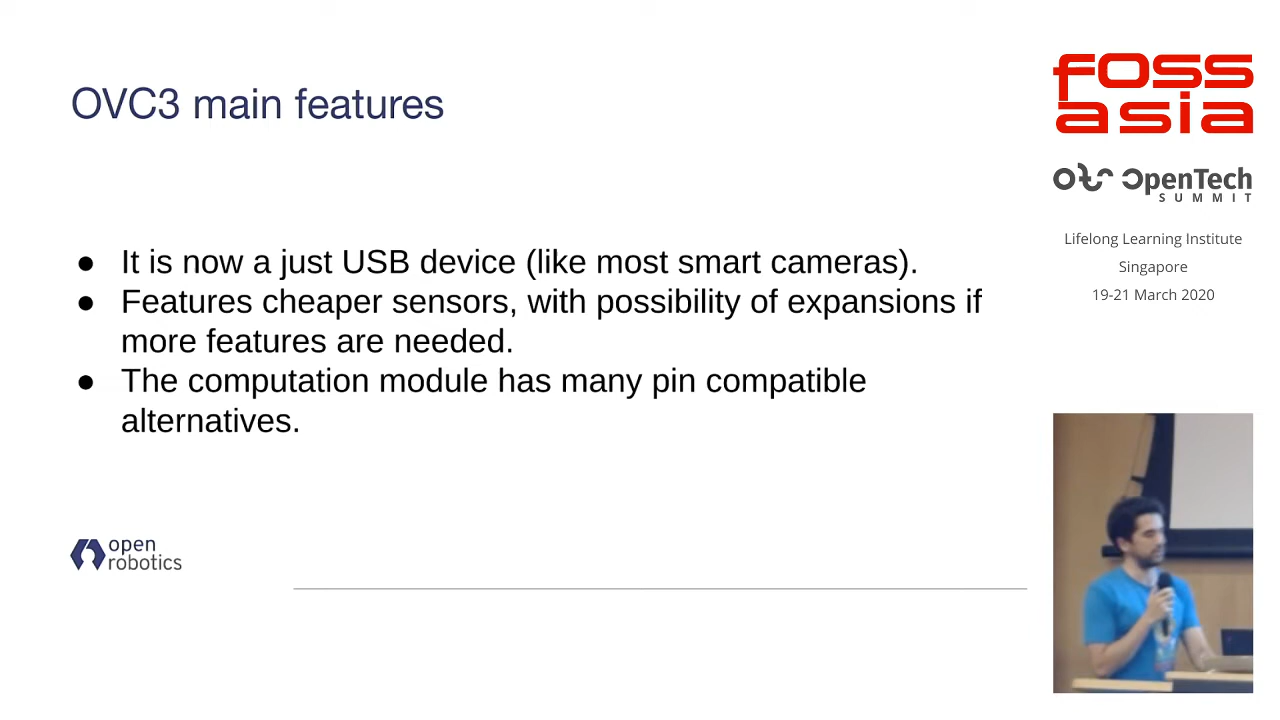 OVC3 main features
● It is now a just USB device (like most smart cameras).
● Features cheaper sensors, with possibility of expansions if
more features are needed.
● The computation module has many pin compatible
alternatives.
open
robotics
foss
asia
OpenTech
SUMMIT
Lifelong Learning Institute
Singapore
19-21 March 2020